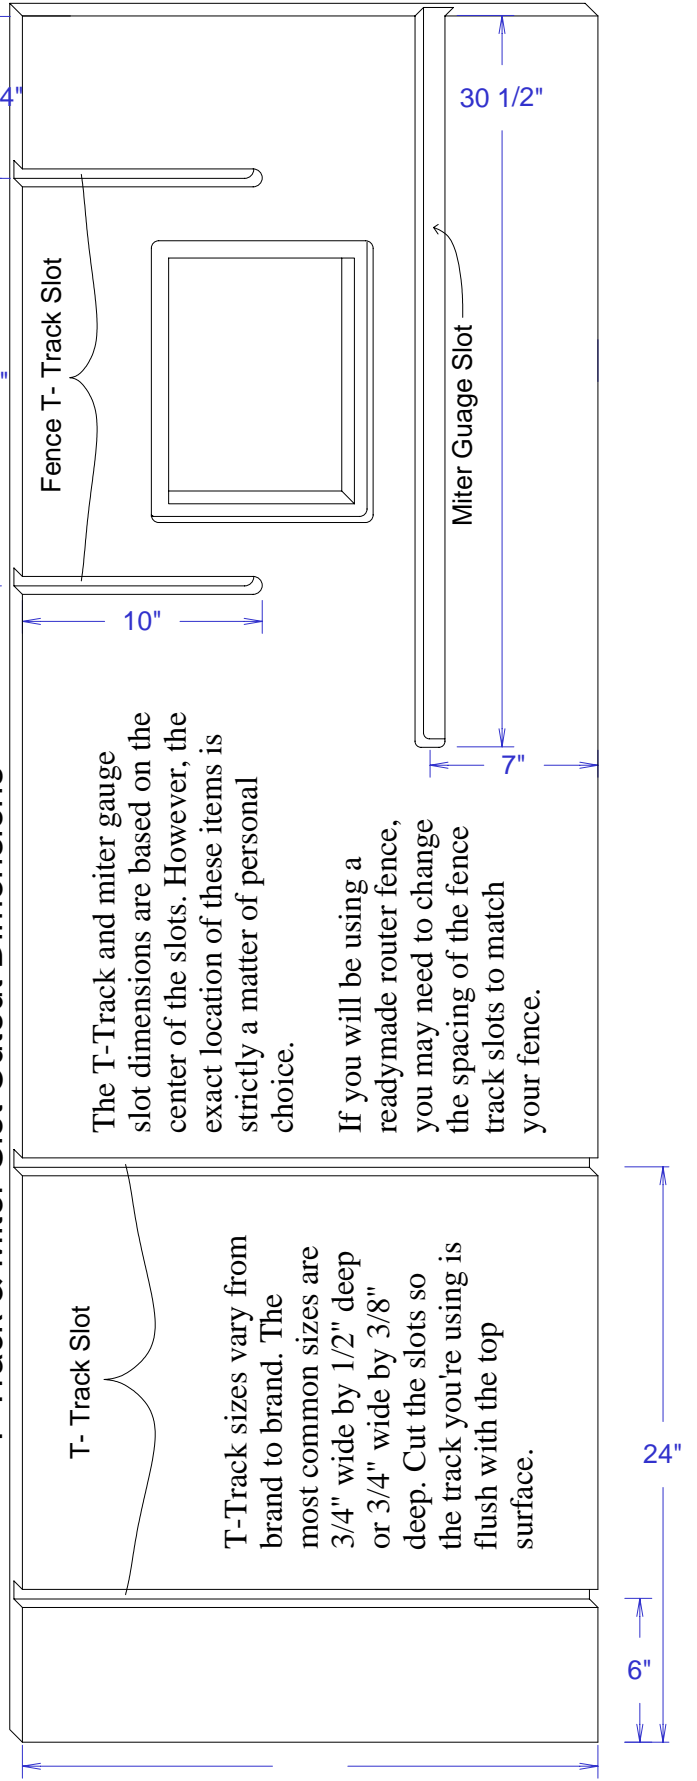 Track & Miter Slot Cutout Dimensions
4"
"
Fence T- Track Slot
30 1/2"
Miter Guage Slot
10"
7"
The T-Track and miter gauge
slot dimensions are based on the
center of the slots. However, the
exact location of these items is
strictly a matter of personal
choice.
If you will be using a
readymade router fence,
you may need to change
the spacing of the fence
track slots to match
your fence.
T- Track Slot
T-Track sizes vary from
brand to brand. The
most common sizes are
3/4" wide by 1/2" deep
or 3/4" wide by 3/8"
deep. Cut the slots so
the track you're using is
flush with the top
surface.
24"
6"